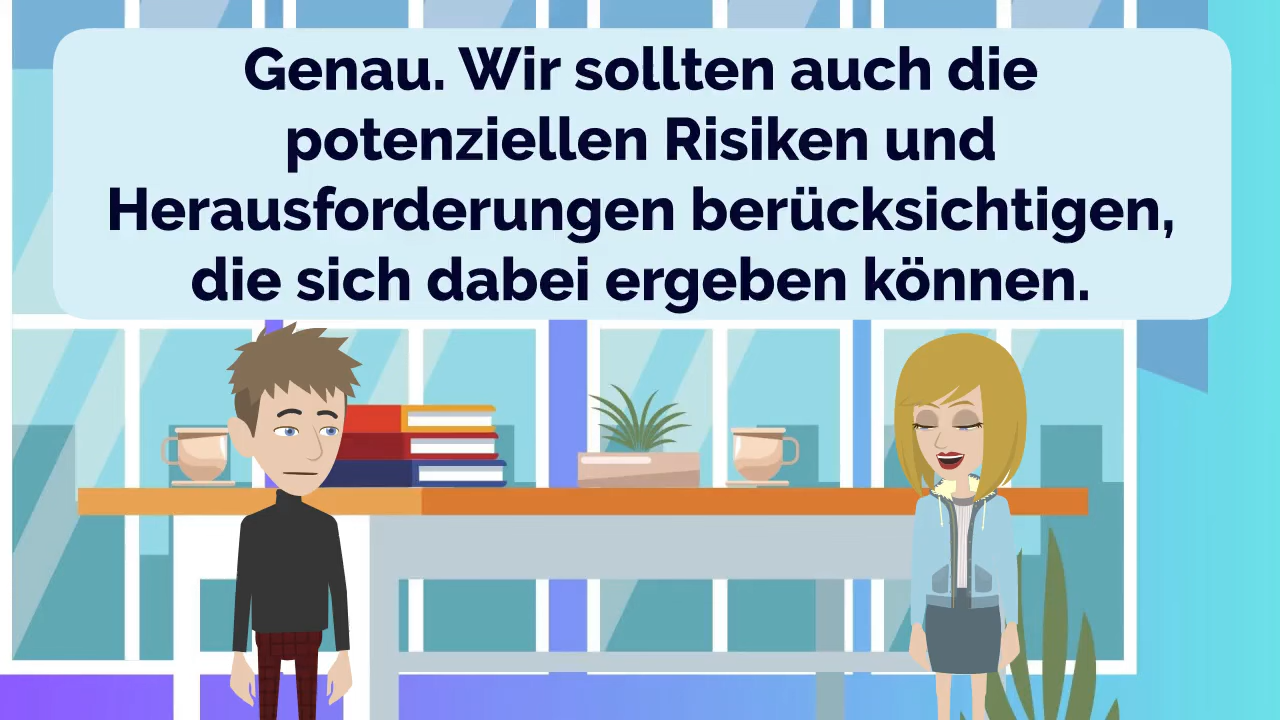 Genau. Wir sollten auch die
potenziellen Risiken und
Herausforderungen berücksichtigen,
die sich dabei ergeben können.